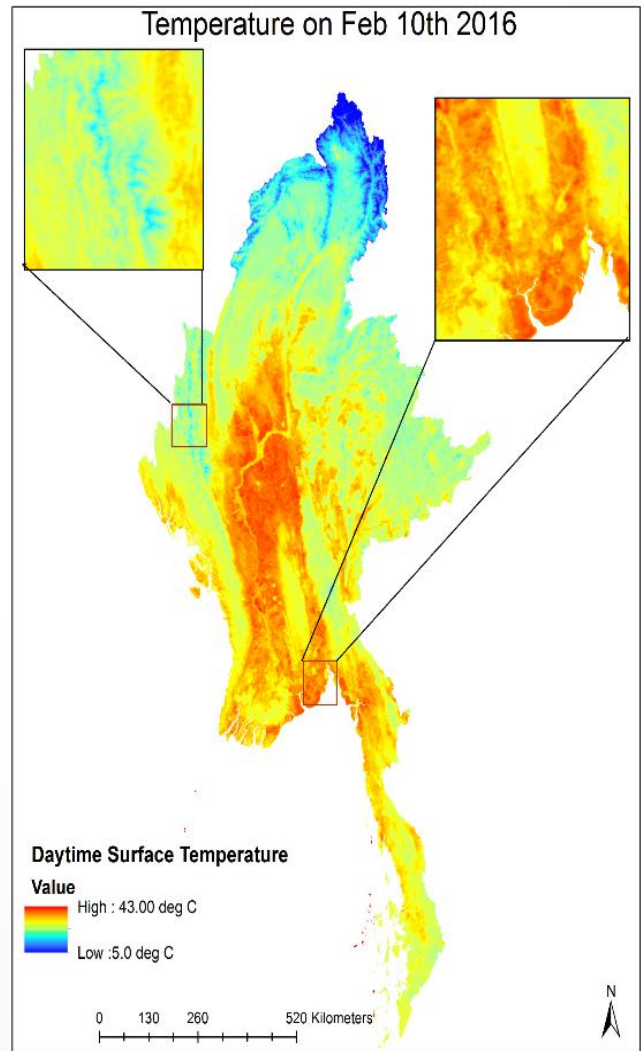 Temperature on Feb 10th 2016
Daytime Surface Temperature
Value
High : 43.00 deg C
Low :5.0 deg C
0 130 260 520 Kilometers
N